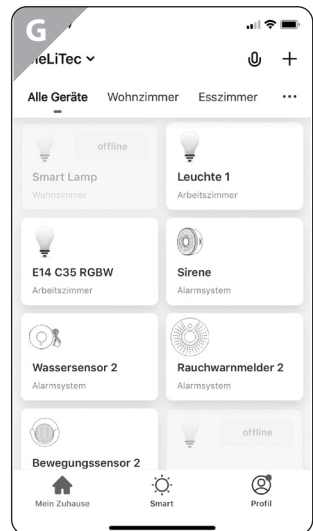 G
MeLiTec
Alle Geräte Wohnzimmer Esszimmer ...
offline
Smart Lamp
Wohnzimmer
Leuchte 1
Arbeitszimmer
E14 C35 RGBW
Arbeitszimmer
Sirene
Alarmsystem
Wassersensor 2
Alarmsystem
Rauchwarnmelder 2
Alarmsystem
Bewegungssensor 2
offline
Mein Zuhause Smart Profil